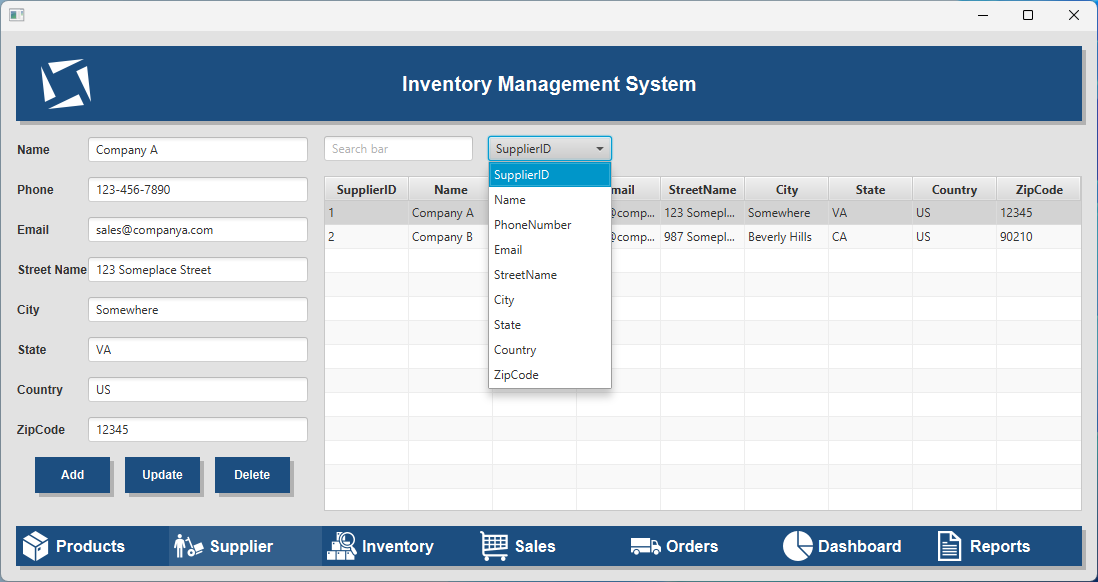 Inventory Management System
Name Company A
Phone 123-456-7890
Email sales@companya.com
Street Name 123 Someplace Street
City Somewhere
State VA
Country US
ZipCode 12345
Add Update Delete
Search bar SupplierID
SupplierID
Name
PhoneNumber
Email
StreetName
City
State
Country
ZipCode
SupplierID Name mail StreetName City State Country ZipCode
1 Company A @comp... 123 Somepl... Somewhere VA US 12345
2 Company B @comp... 987 Somepl... Beverly Hills CA US 90210
Products Supplier Inventory Sales Orders Dashboard Reports